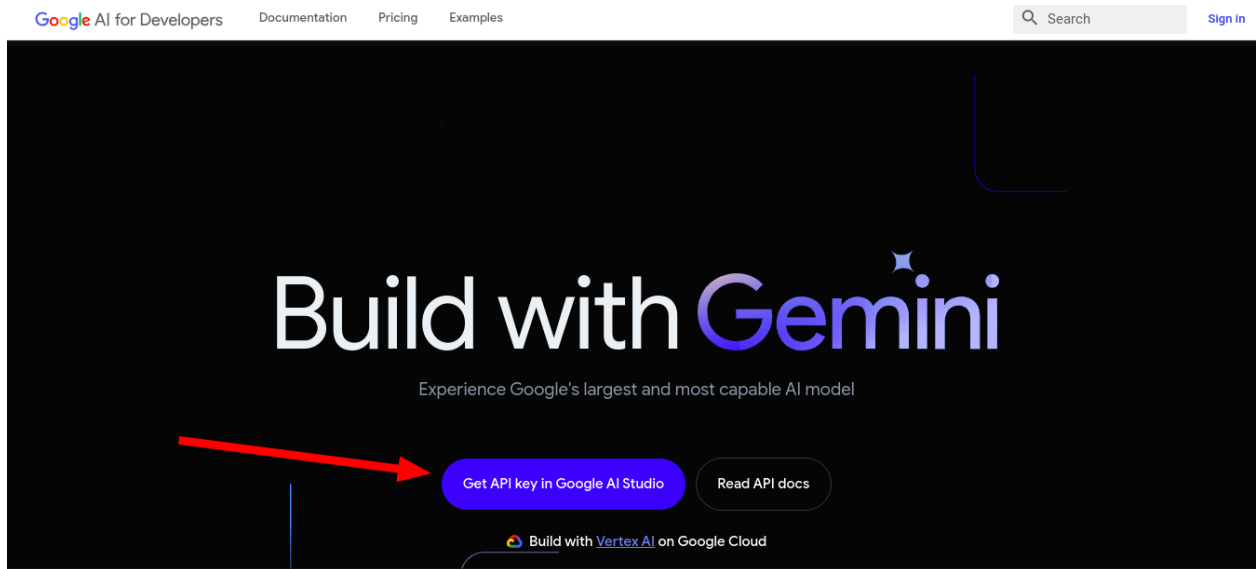 Google AI for Developers Documentation Pricing Examples Search Sign in
Build with Gemini
Experience Google's largest and most capable AI model
Get API key in Google AI Studio Read API docs
Build with Vertex AI on Google Cloud